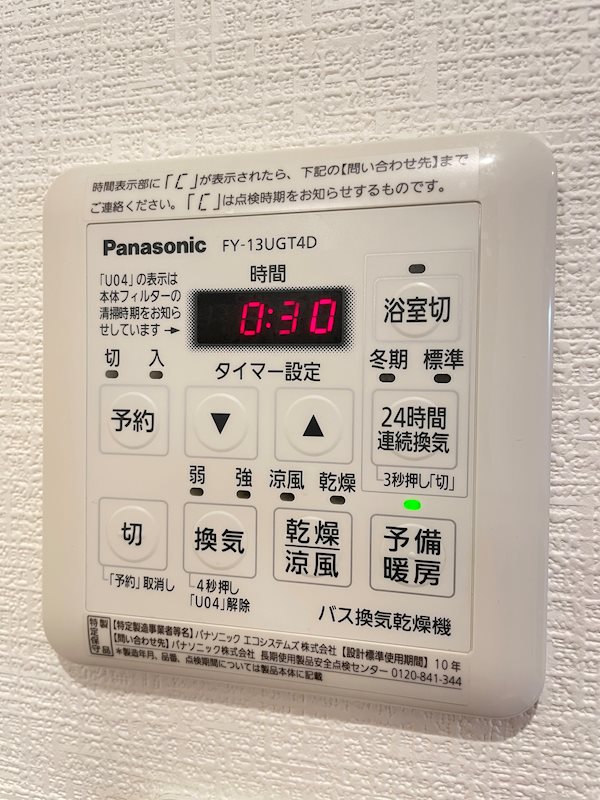 時間表示部に「[」が表示されたら、下記の【問い合わせ先】まで
ご連絡ください。「[」は点検時期をお知らせするものです。
Panasonic FY-13UGT4D
「U04」の表示は
本体フィルターの
清掃時期をお知ら
せしています→
時間
0:30
タイマー設定
浴室切
切 入
冬期 標準
予約
▼
▲
24時間
連続換気
3秒押し「切」
弱 強 涼風 乾燥
切
換気
乾燥
涼風
予備
暖房
「予約」取消し
4秒押し
「U04」解除
バス換気乾燥機
特定保守製品
【特定製造事業者等名】パナソニック エコシステムズ株式会社【設計標準使用期間】10年
【問い合わせ先】パナソニック株式会社 長期使用製品安全点検センター 0120-841-344
*製造年月、品番、点検期間については製品本体に記載